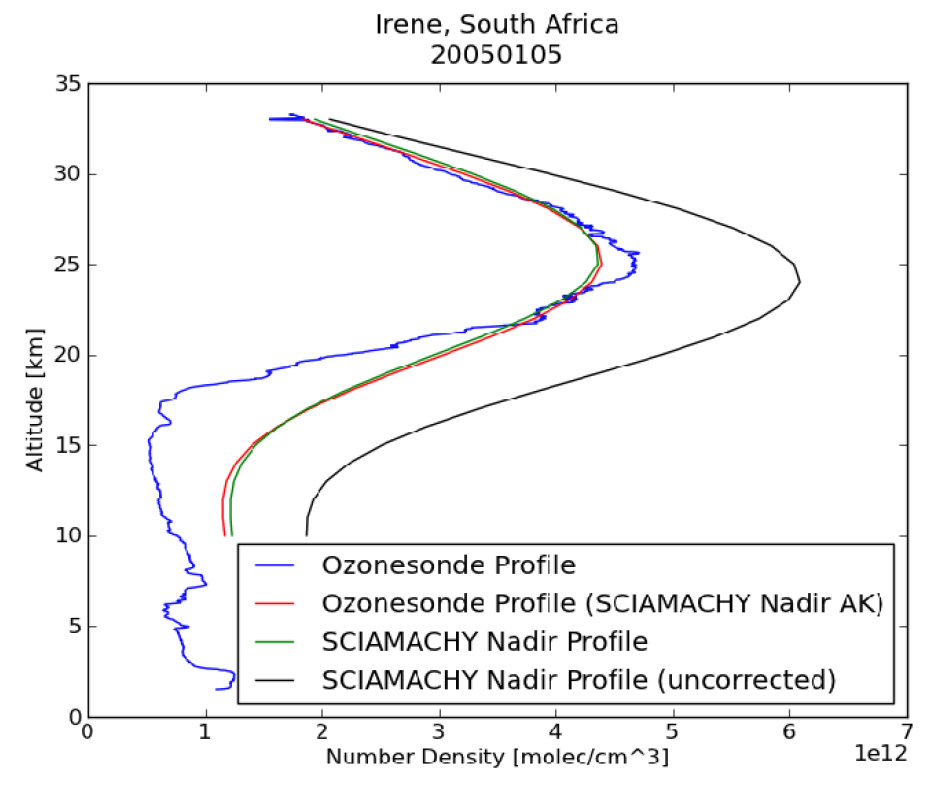 Irene, South Africa
20050105
35
30
25
20
15
10
5
0
Altitude [km]
Ozonesonde Profile
Ozonesonde Profile (SCIAMACHY Nadir AK)
SCIAMACHY Nadir Profile
SCIAMACHY Nadir Profile (uncorrected)
0 1 2 3 4 5 6 7
Number Density [molec/cm^3]
1e12